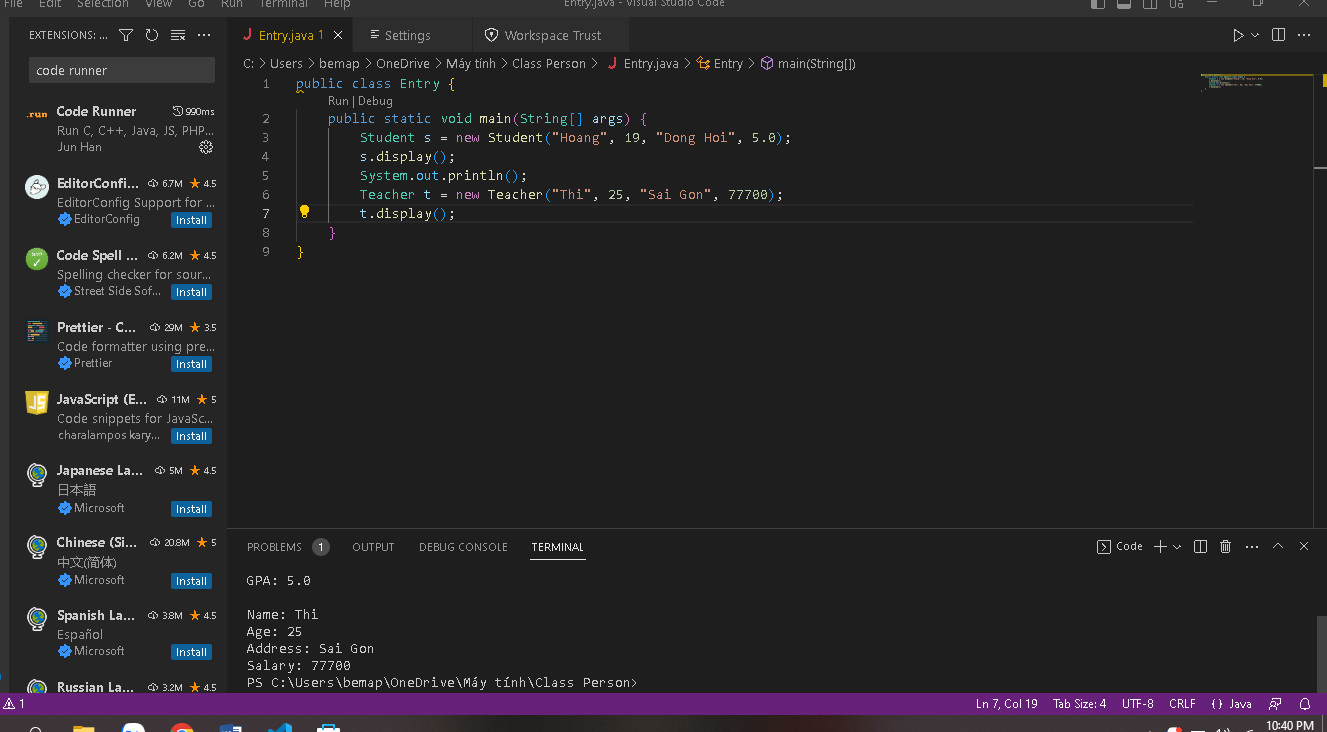 File Edit Selection View Go Run Terminal Help Entry.java - Visual Studio Code
EXTENSIONS: ...
code runner
Code Runner 990ms
Run C, C++, Java, JS, PHP...
Jun Han
EditorConfi... 6.7M 4.5
EditorConfig Support for ...
EditorConfig Install
Code Spell ... 6.2M 4.5
Spelling checker for sour...
Street Side Sof... Install
Prettier - C... 29M 3.5
Code formatter using pre...
Prettier Install
JavaScript (E... 11M 5
Code snippets for JavaSc...
charalampos kary... Install
Japanese La... 5M 4.5
日本語
Microsoft Install
Chinese (Si... 20.8M 5
中文(简体)
Microsoft Install
Spanish La... 3.8M 4.5
Español
Microsoft Install
Russian La... 3.2M 4.5
Entry.java 1 Settings Workspace Trust
C: > Users > bemap > OneDrive > Máy tính > Class Person > Entry.java > Entry > main(String[])
1 public class Entry {
Run | Debug
2 public static void main(String[] args) {
3 Student s = new Student("Hoang", 19, "Dong Hoi", 5.0);
4 s.display();
5 System.out.println();
6 Teacher t = new Teacher("Thi", 25, "Sai Gon", 77700);
7 t.display();
8 }
9 }
PROBLEMS 1 OUTPUT DEBUG CONSOLE TERMINAL Code
GPA: 5.0
Name: Thi
Age: 25
Address: Sai Gon
Salary: 77700
PS C:\Users\bemap\OneDrive\Máy tính\Class Person>
1 Ln 7, Col 19 Tab Size: 4 UTF-8 CRLF {} Java
10:40 PM